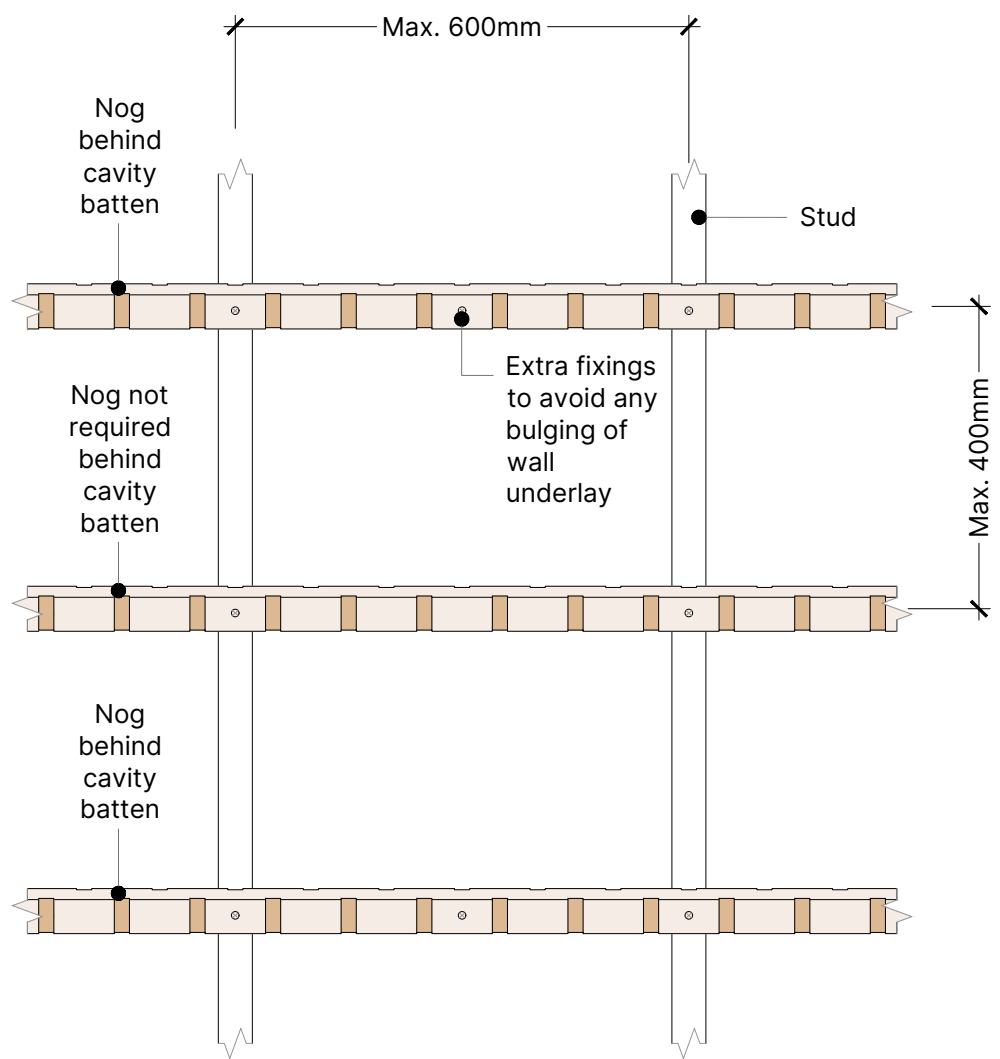 Max. 600mm
Nog
behind
cavity
batten
Stud
Extra fixings
to avoid any
bulging of
wall
underlay
Nog not
required
behind
cavity
batten
Max. 400mm
Nog
behind
cavity
batten